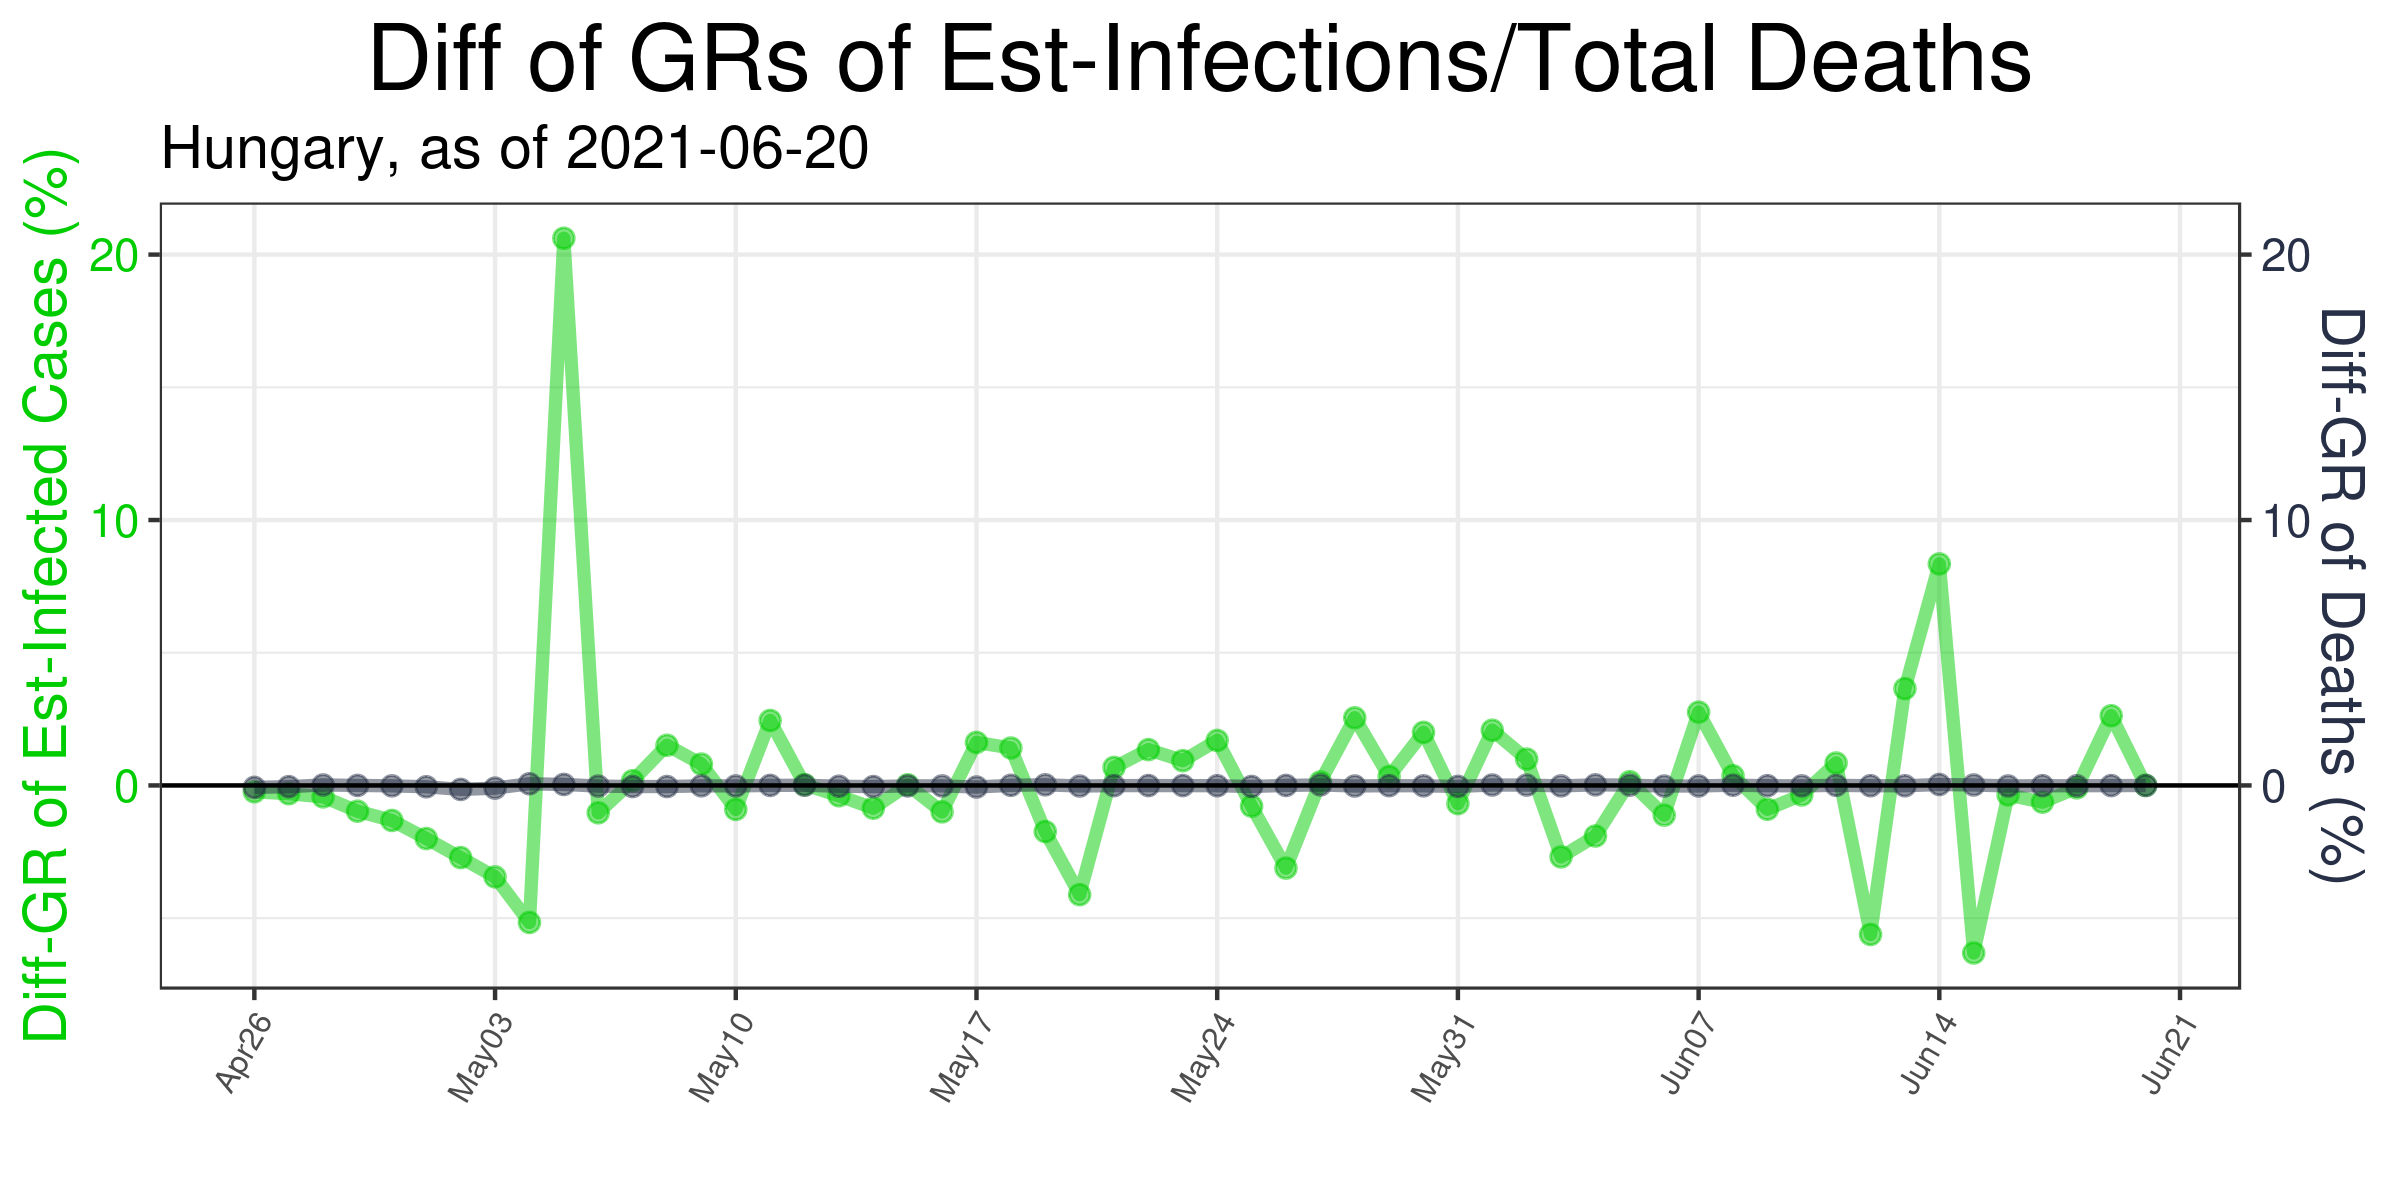 Diff of GRs of Est-Infections/Total Deaths
Hungary, as of 2021-06-20
Diff-GR of Est-Infected Cases (%)
20
10
0
20
10
0
Diff-GR of Deaths (%)
Apr26
May03
May10
May17
May24
May31
Jun07
Jun14
Jun21